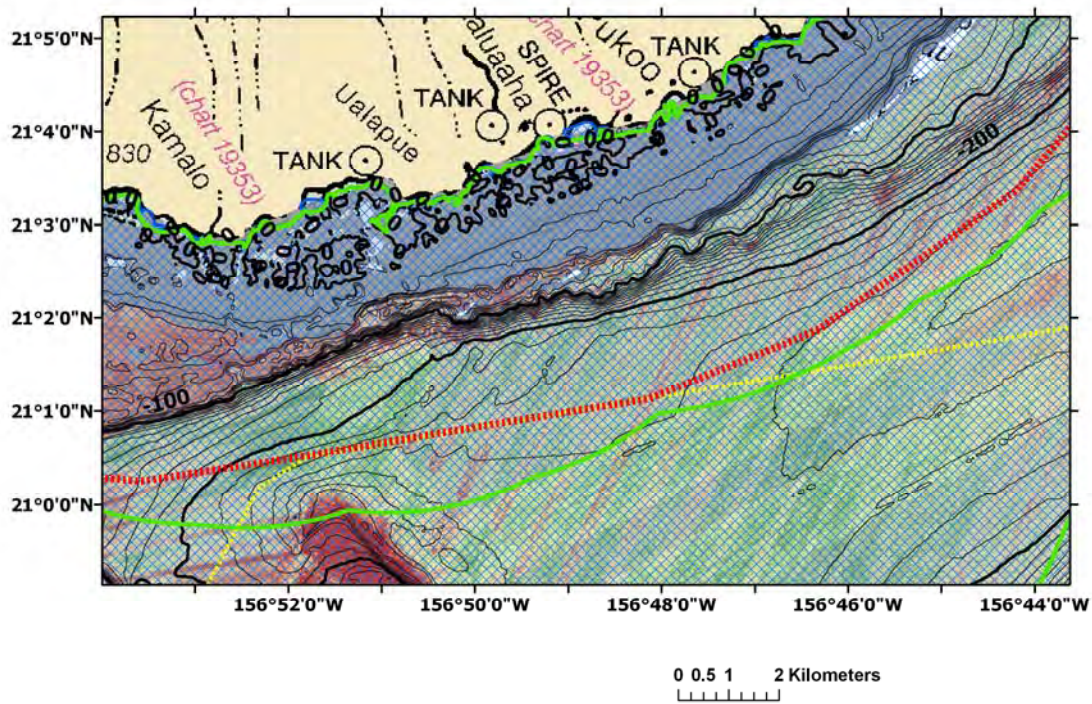 21°5'0"N
21°4'0"N
21°3'0"N
21°2'0"N
21°1'0"N
21°0'0"N
830
Kamalo
(chart 19353)
TANK
Ualapue
TANK
aluaaha
SPIRE
(chart 19353)
ukoo
TANK
-200
-100
156°52'0"W
156°50'0"W
156°48'0"W
156°46'0"W
156°44'0"W
0 0.5 1 2 Kilometers